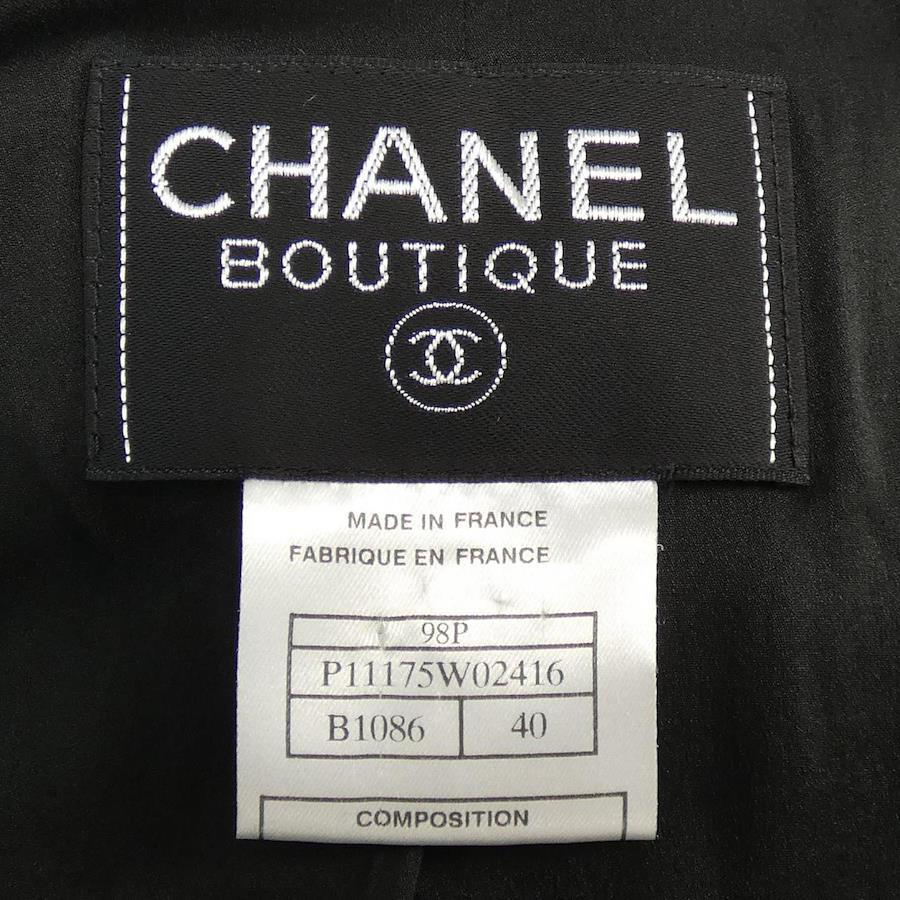 CHANEL
BOUTIQUE
MADE IN FRANCE
FABRIQUE EN FRANCE
98P
P11175W02416
B1086 40
COMPOSITION